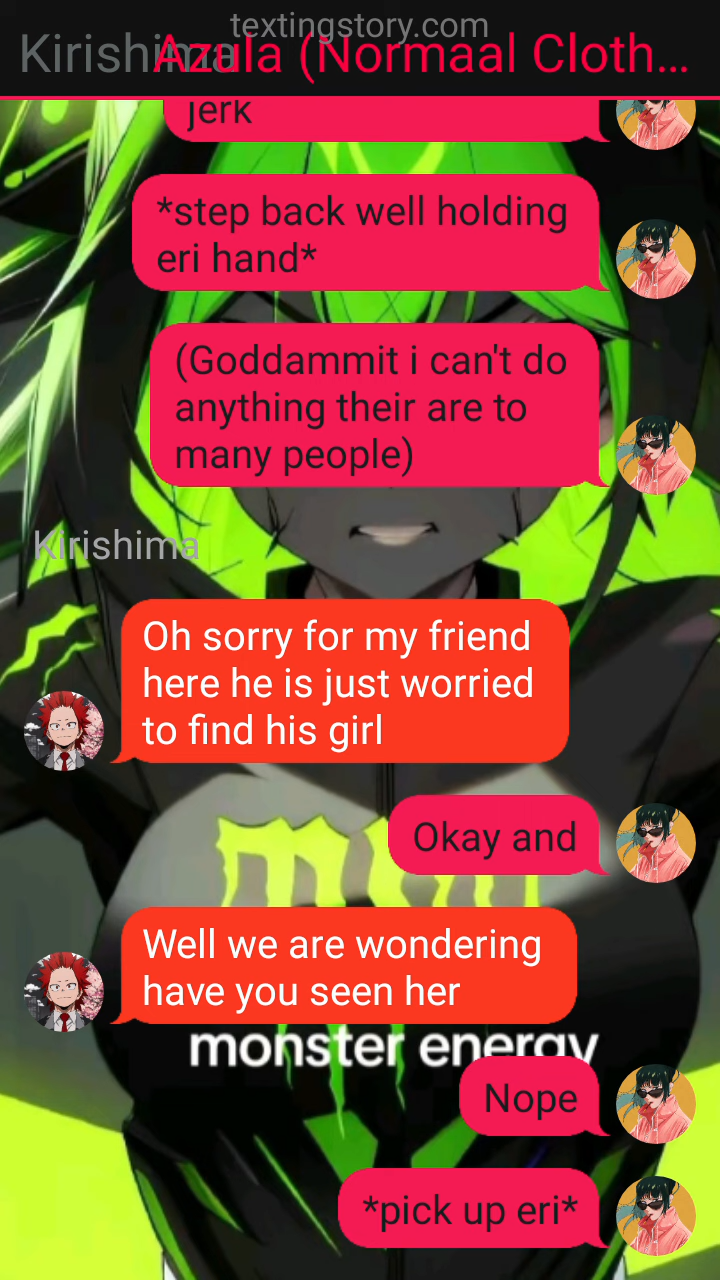 textingstory.com
Kirishima
Azula (Normaal Cloth...
jerk
*step back well holding
eri hand*
(Goddammit i can't do
anything their are to
many people)
Kirishima
Oh sorry for my friend
here he is just worried
to find his girl
Okay and
Well we are wondering
have you seen her
monster energy
Nope
*pick up eri*